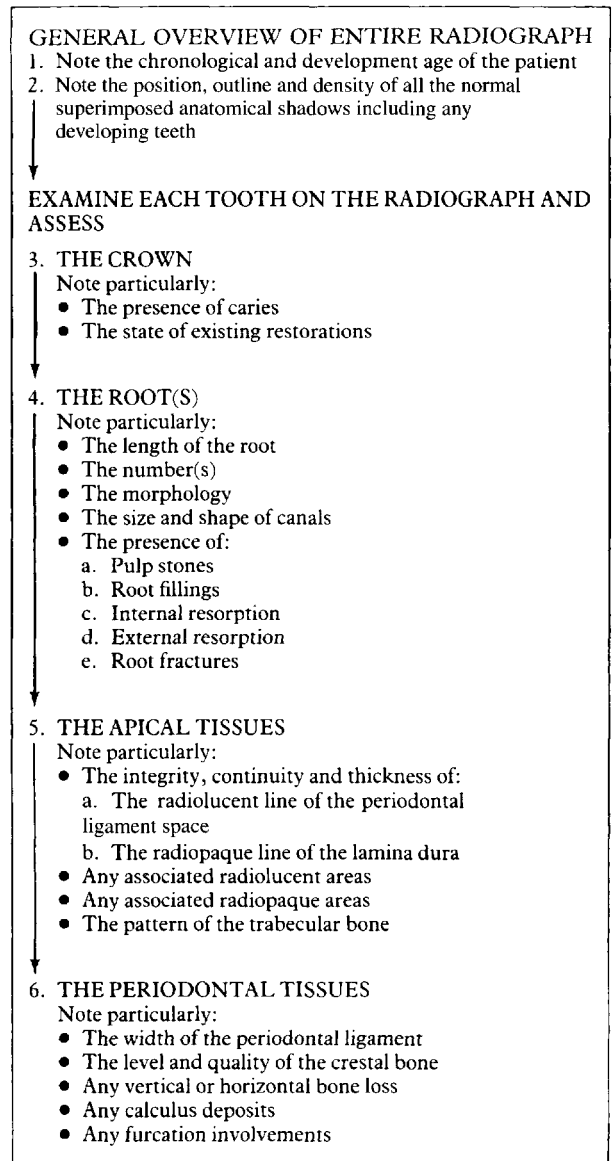 GENERAL OVERVIEW OF ENTIRE RADIOGRAPH
1. Note the chronological and development age of the patient
2. Note the position, outline and density of all the normal
superimposed anatomical shadows including any
developing teeth
EXAMINE EACH TOOTH ON THE RADIOGRAPH AND
ASSESS
3. THE CROWN
Note particularly:
• The presence of caries
• The state of existing restorations
4. THE ROOT(S)
Note particularly:
• The length of the root
• The number(s)
• The morphology
• The size and shape of canals
• The presence of:
a. Pulp stones
b. Root fillings
c. Internal resorption
d. External resorption
e. Root fractures
5. THE APICAL TISSUES
Note particularly:
• The integrity, continuity and thickness of:
a. The radiolucent line of the periodontal
ligament space
b. The radiopaque line of the lamina dura
• Any associated radiolucent areas
• Any associated radiopaque areas
• The pattern of the trabecular bone
6. THE PERIODONTAL TISSUES
Note particularly:
• The width of the periodontal ligament
• The level and quality of the crestal bone
• Any vertical or horizontal bone loss
• Any calculus deposits
• Any furcation involvements